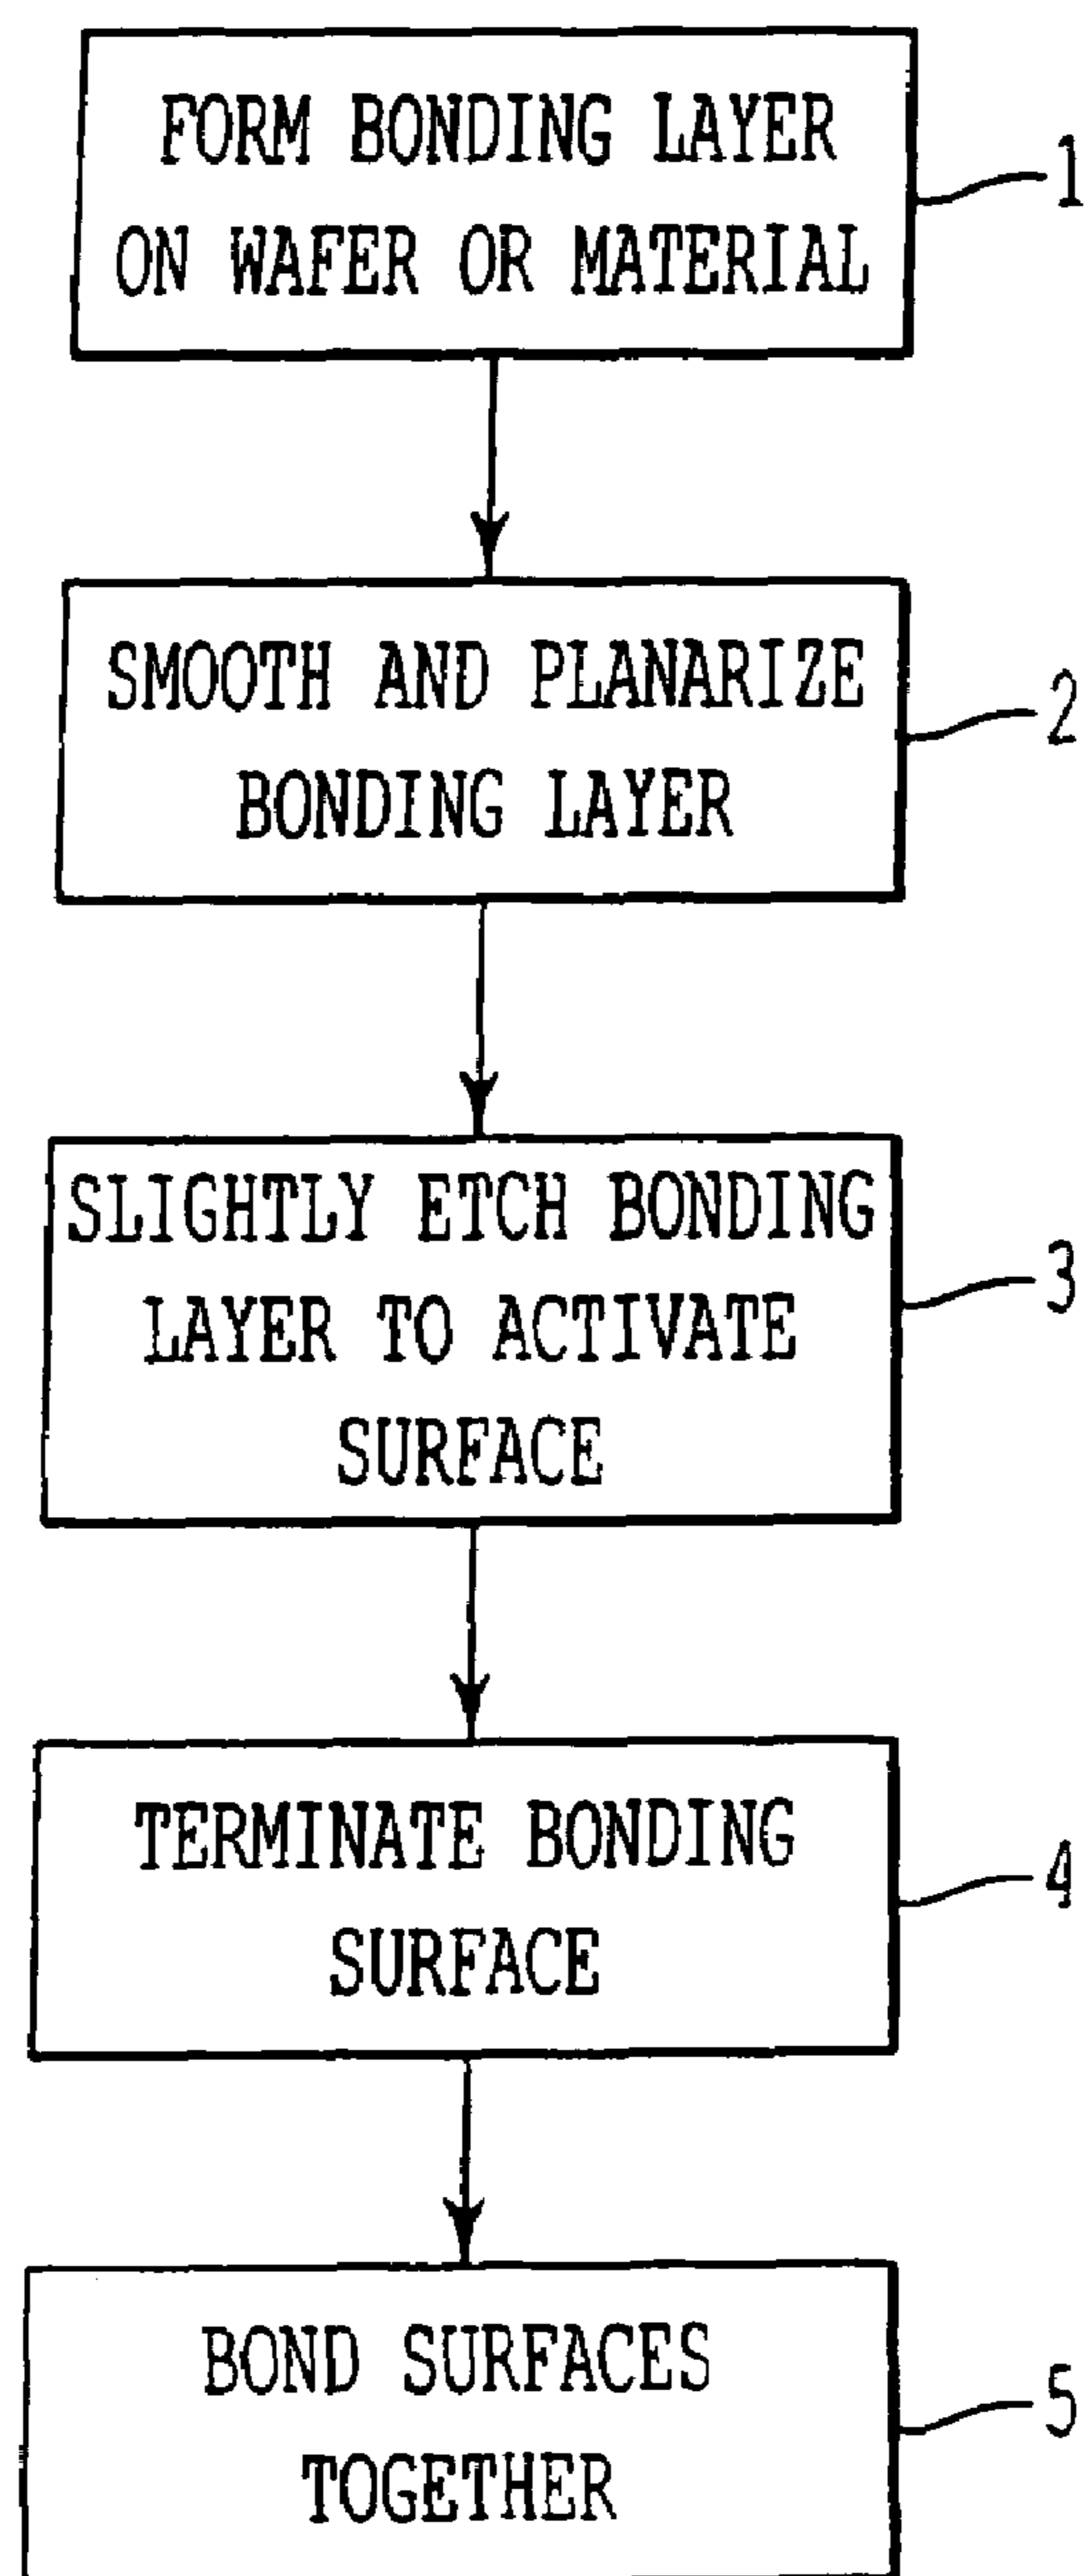 FORM BONDING LAYER
ON WAFER OR MATERIAL
1
SMOOTH AND PLANARIZE
BONDING LAYER
2
SLIGHTLY ETCH BONDING
LAYER TO ACTIVATE
SURFACE
3
TERMINATE BONDING
SURFACE
4
BOND SURFACES
TOGETHER
5